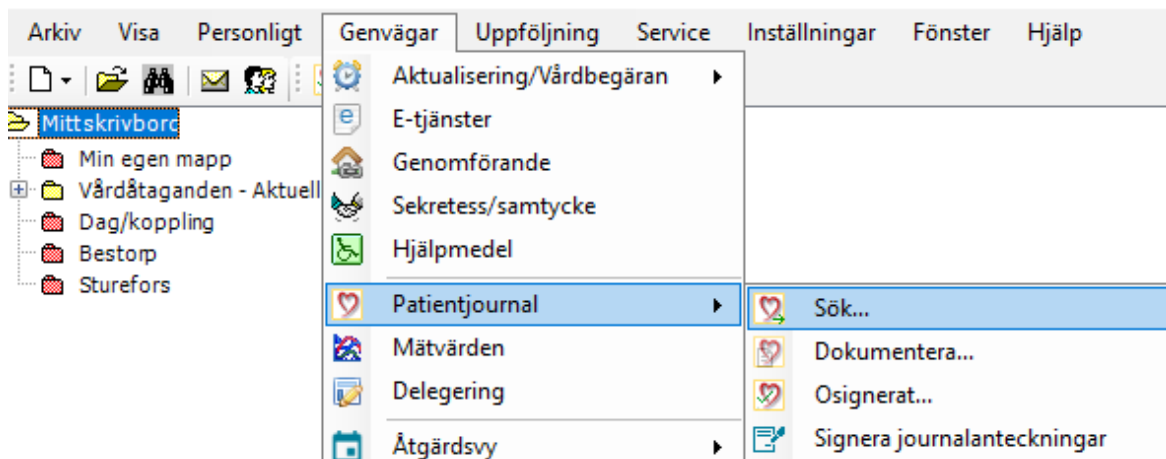 Arkiv Visa Personligt Genvägar Uppföljning Service Inställningar Fönster Hjälp
Mittskrivbord
Min egen mapp
Vårdåtaganden - Aktuell
Dag/koppling
Bestorp
Sturefors
Aktualisering/Vårdbegäran
E-tjänster
Genomförande
Sekretess/samtycke
Hjälpmedel
Patientjournal
Mätvärden
Delegering
Åtgärdsvy
Sök...
Dokumentera...
Osignerat...
Signera journalanteckningar